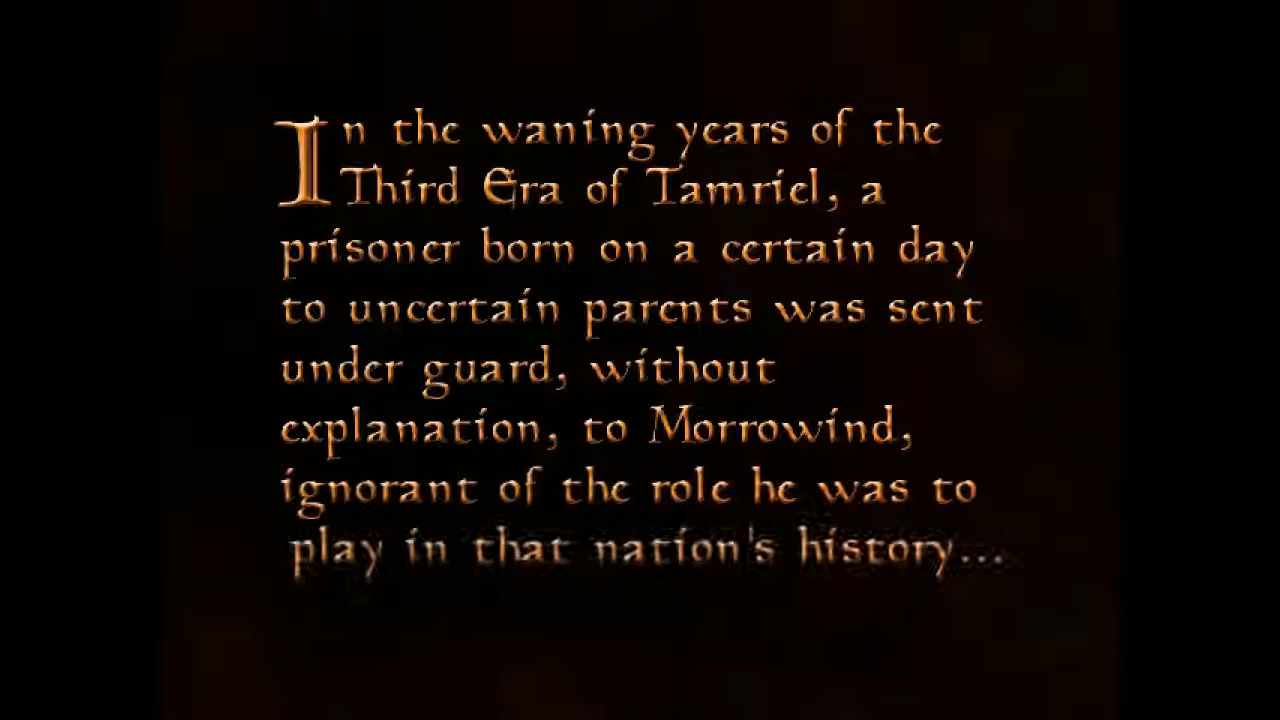 In the waning years of the
Third Era of Tamriel, a
prisoner born on a certain day
to uncertain parents was sent
under guard, without
explanation, to Morrowind,
ignorant of the role he was to
play in that nation's history...